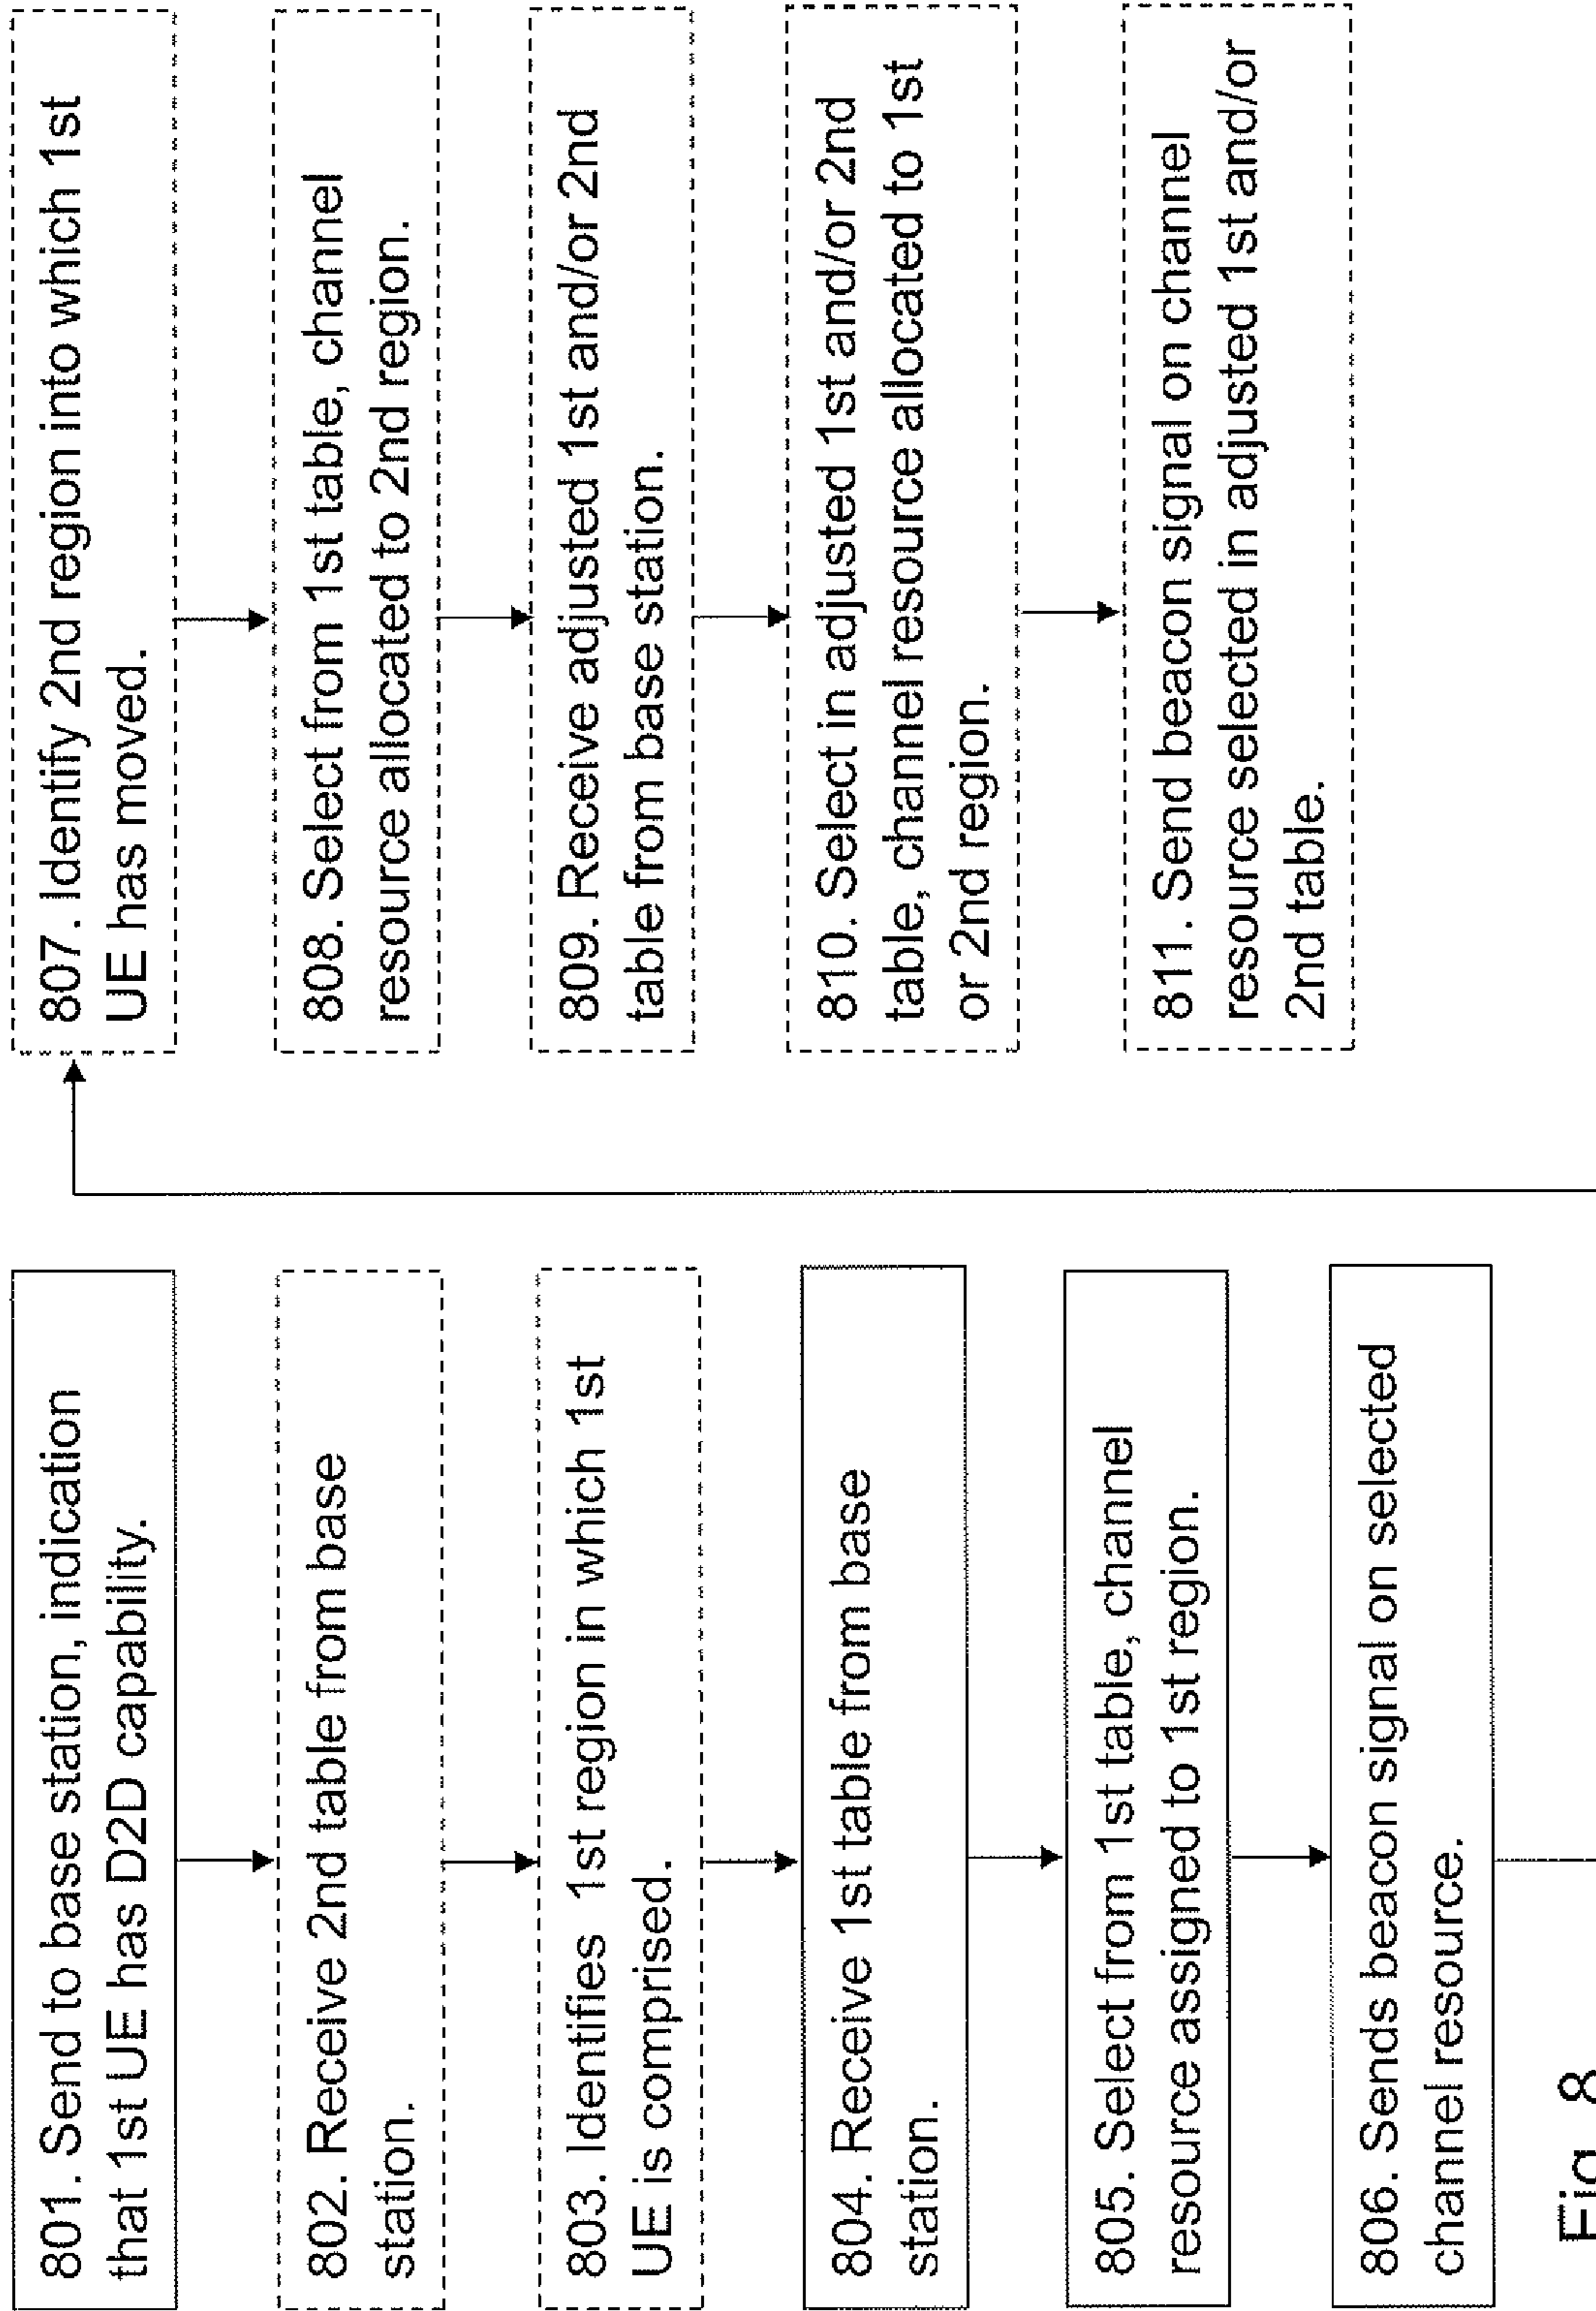 801. Send to base station, indication
that 1st UE has D2D capability.
802. Receive 2nd table from base
station.
803. Identifies 1st region in which 1st
UE is comprised.
804. Receive 1st table from base
station.
805. Select from 1st table, channel
resource assigned to 1st region.
806. Sends beacon signal on selected
channel resource.
807. Identify 2nd region into which 1st
UE has moved.
808. Select from 1st table, channel
resource allocated to 2nd region.
809. Receive adjusted 1st and/or 2nd
table from base station.
810. Select in adjusted 1st and/or 2nd
table, channel resource allocated to 1st
or 2nd region.
811. Send beacon signal on channel
resource selected in adjusted 1st and/or
2nd table.
Fig. 8